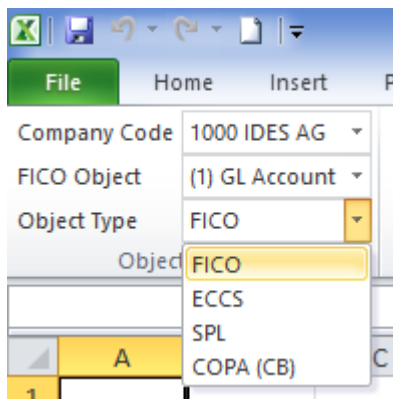 File Home Insert P
Company Code 1000 IDES AG
FICO Object (1) GL Account
Object Type FICO
Object
FICO
ECCS
SPL
COPA (CB)
A C
1